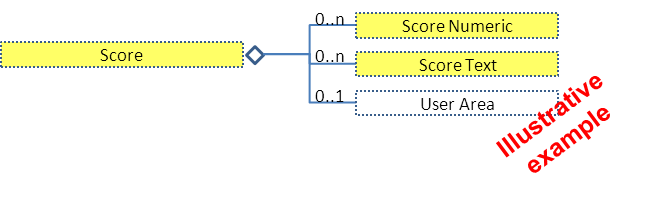 0..n
Score Numeric
Score
0..n
Score Text
0..1
User Area
Illustrative
example